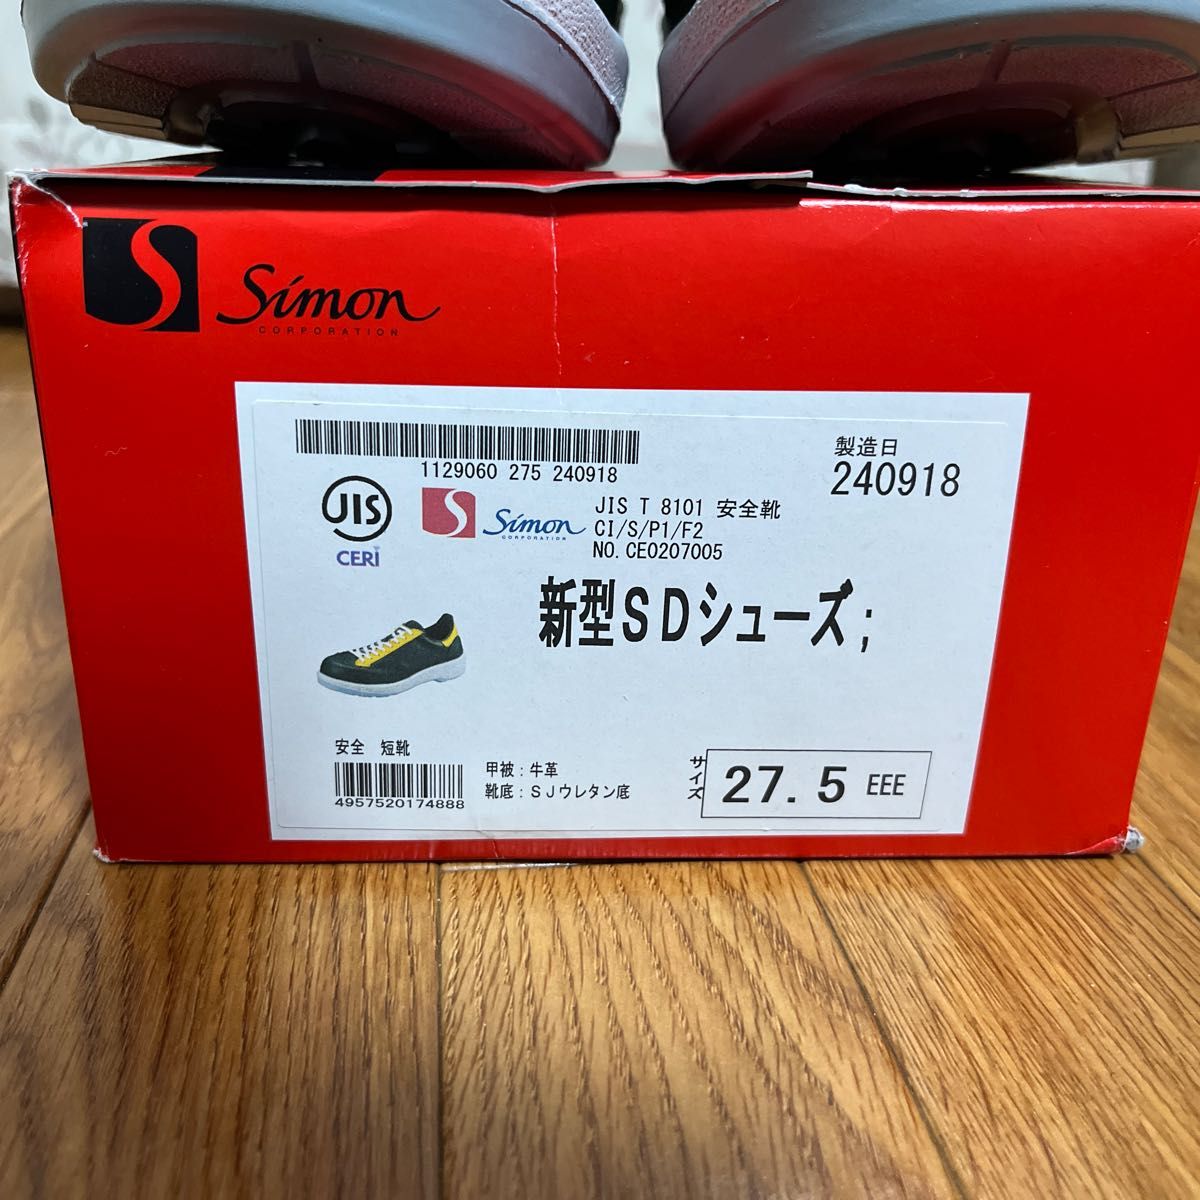 Simon
CORPORATION
1129060 275 240918
製造日
240918
JIS
CERI
Simon
CORPORATION
JIS T 8101 安全靴
CI/S/P1/F2
NO.CE0207005
新型SDシューズ;
安全 短靴
4957520174888
甲被:牛革
靴底:SJウレタン底
サイズ
27.5 EEE